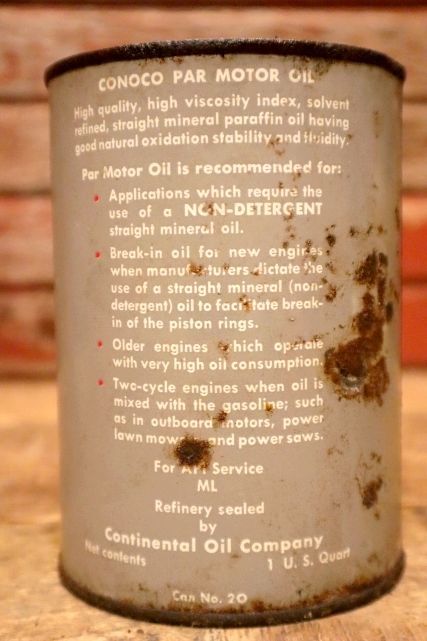 CONOCO PAR MOTOR OIL
High quality, high viscosity index, solvent
refined, straight mineral paraffin oil having
good natural oxidation stability and fluidity.
Par Motor Oil is recommended for:
• Applications which require the
use of a NON-DETERGENT
straight mineral oil.
• Break-in oil for new engines
when manufacturers dictate the
use of a straight mineral (non-
detergent) oil to facilitate break-
in of the piston rings.
• Older engines which operate
with very high oil consumption.
• Two-cycle engines when oil is
mixed with the gasoline; such
as in outboard motors, power
lawn mowers and power saws.
For API Service
ML
Refinery sealed
by
Continental Oil Company
Net contents 1 U. S. Quart
Can No. 20